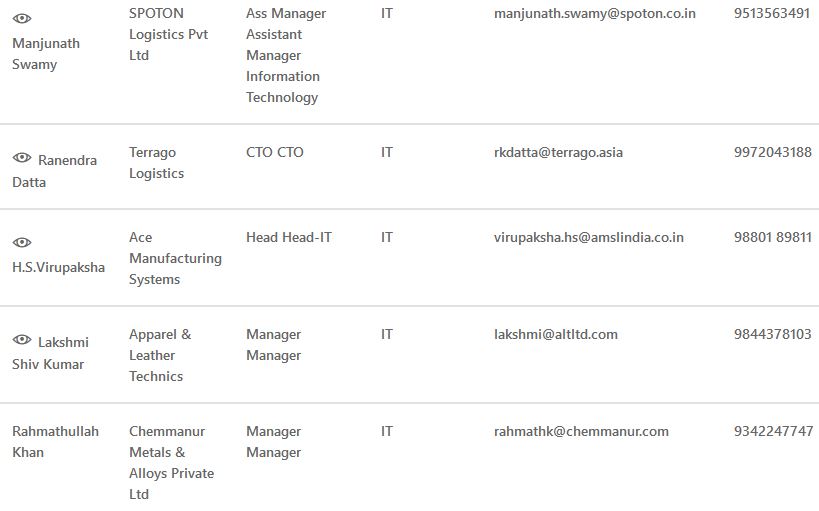 Manjunath Swamy SPOTON Logistics Pvt Ltd Ass Manager Assistant Manager Information Technology IT manjunath.swamy@spoton.co.in 9513563491
Ranendra Datta Terrago Logistics CTO CTO IT rkdatta@terrago.asia 9972043188
H.S.Virupaksha Ace Manufacturing Systems Head Head-IT IT virupaksha.hs@amslindia.co.in 98801 89811
Lakshmi Shiv Kumar Apparel & Leather Technics Manager Manager IT lakshmi@altltd.com 9844378103
Rahmathullah Khan Chemmanur Metals & Alloys Private Ltd Manager Manager IT rahmathk@chemmanur.com 9342247747